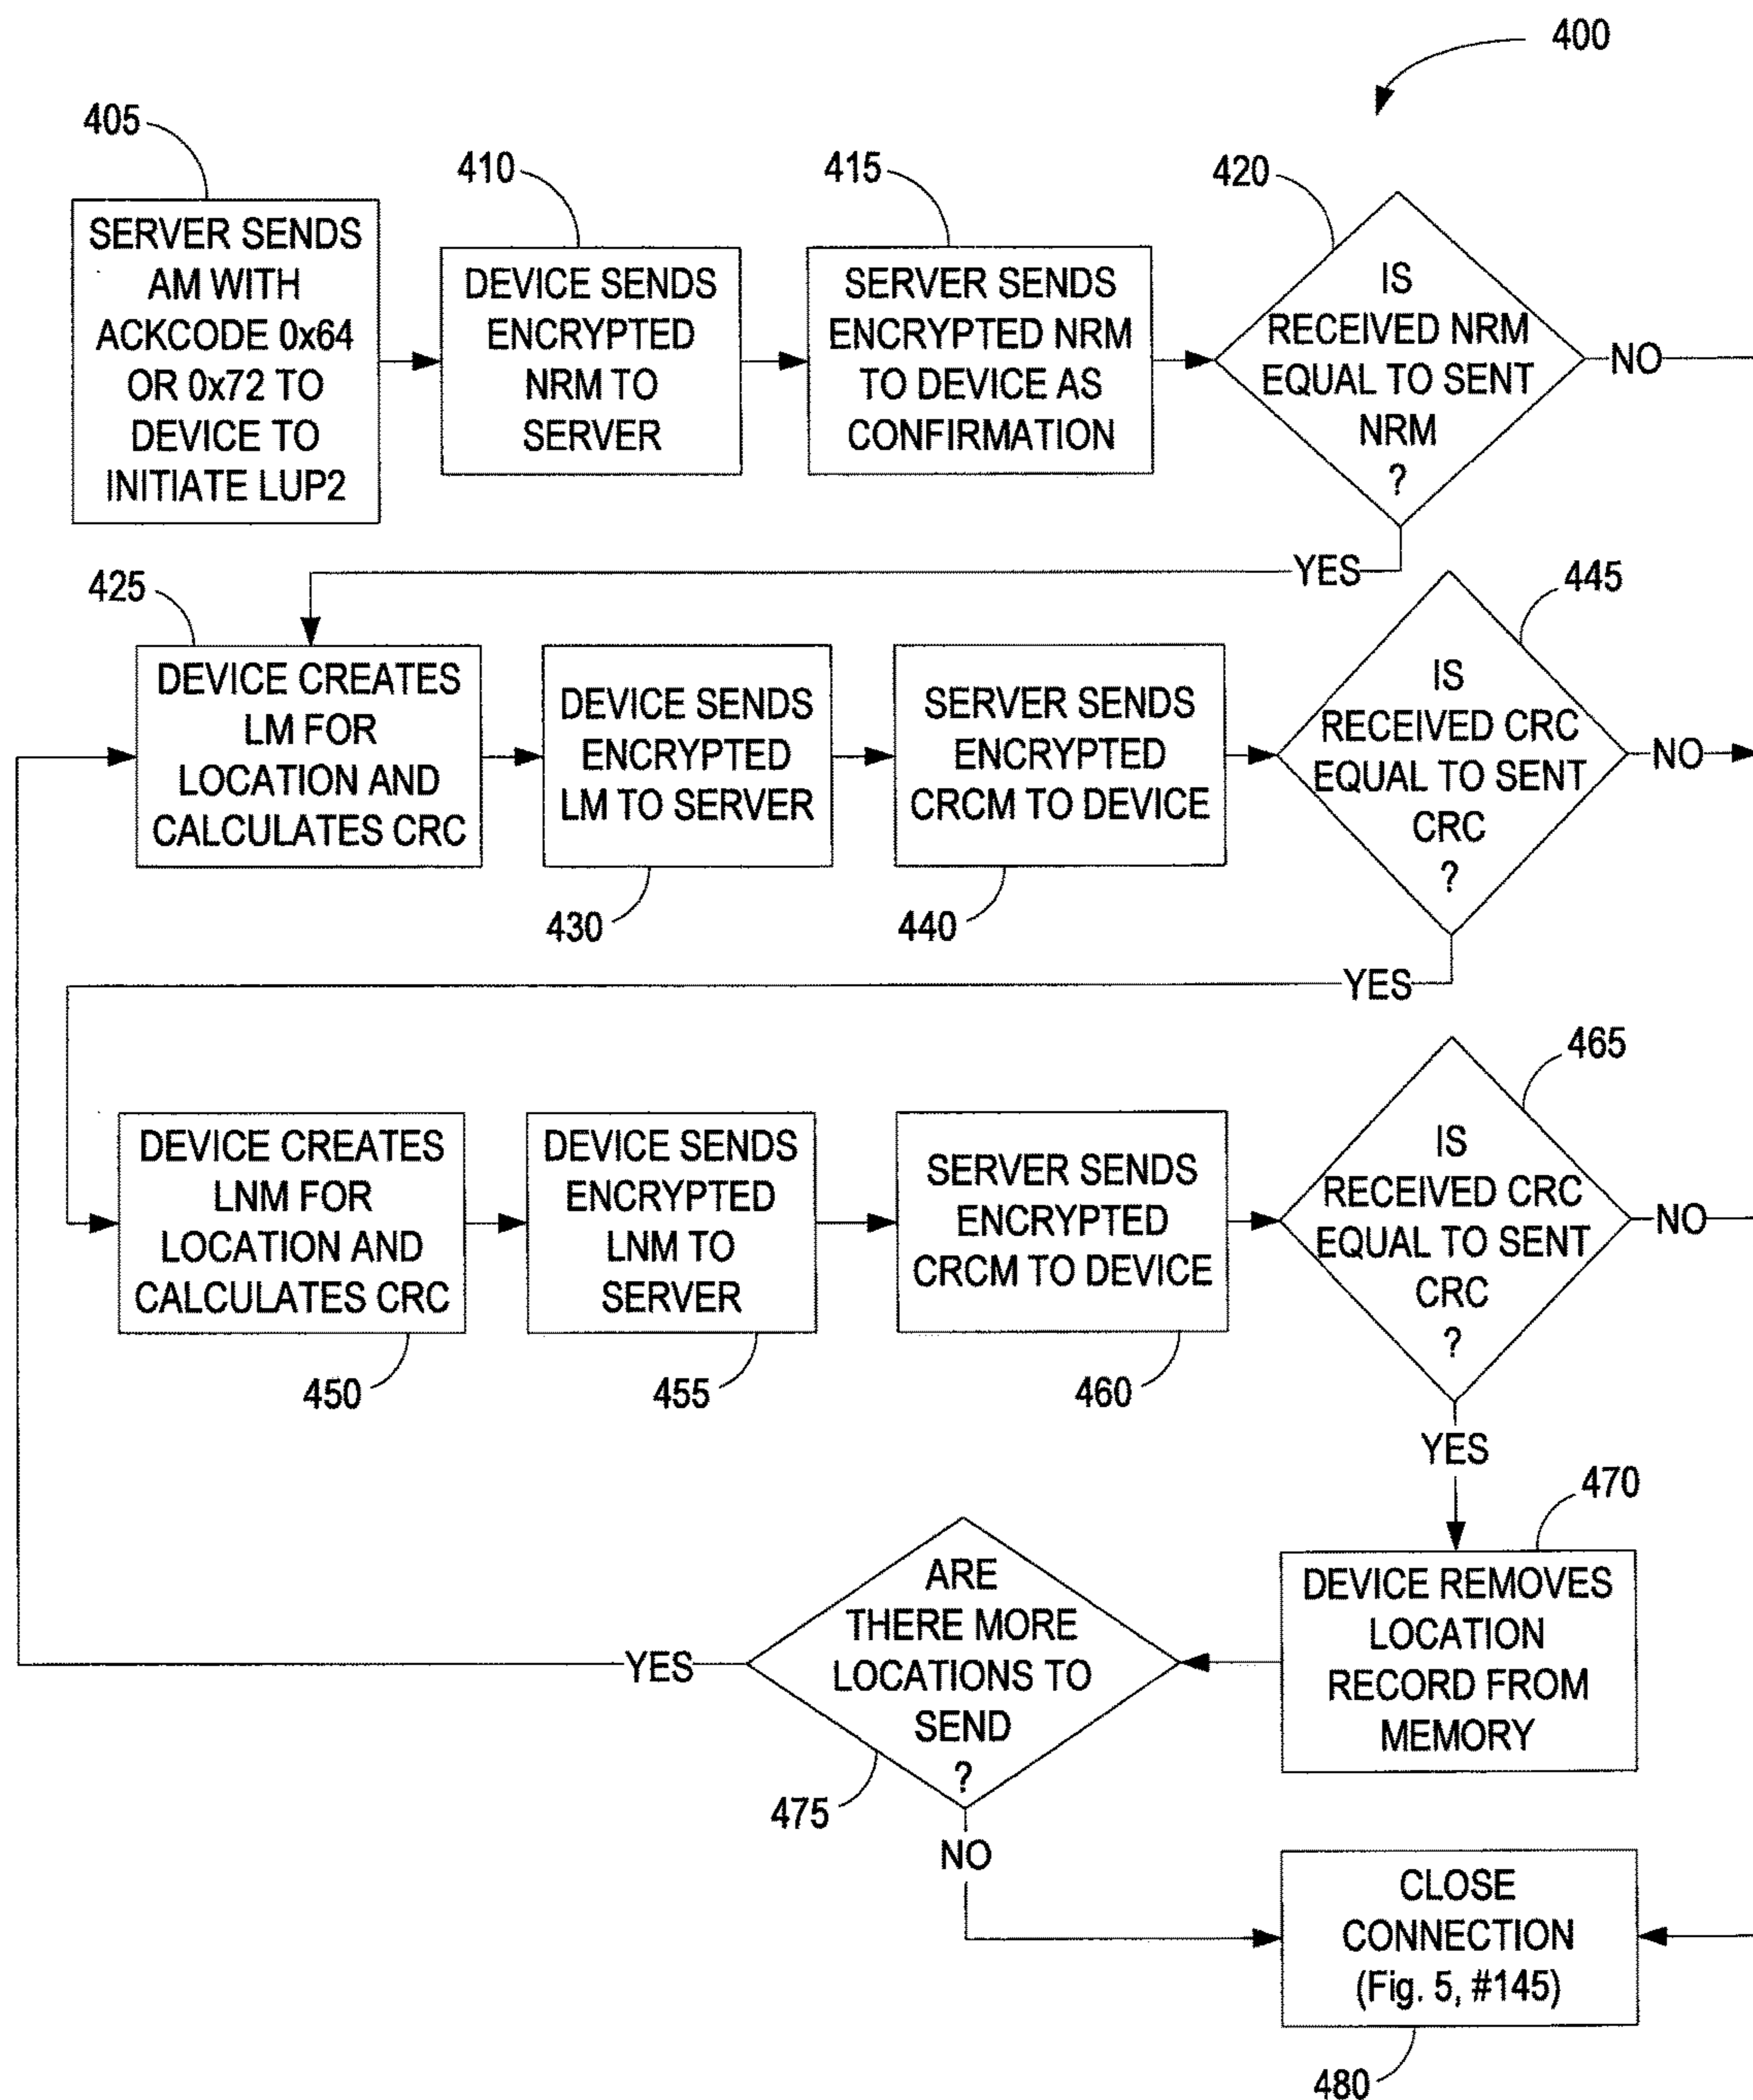 400
405
410
415
420
SERVER SENDS
AM WITH
ACKCODE 0x64
OR 0x72 TO
DEVICE TO
INITIATE LUP2
DEVICE SENDS
ENCRYPTED
NRM TO
SERVER
SERVER SENDS
ENCRYPTED NRM
TO DEVICE AS
CONFIRMATION
IS
RECEIVED NRM
EQUAL TO SENT
NRM
?
NO
YES
425
445
DEVICE CREATES
LM FOR
LOCATION AND
CALCULATES CRC
DEVICE SENDS
ENCRYPTED
LM TO SERVER
SERVER SENDS
ENCRYPTED
CRCM TO DEVICE
IS
RECEIVED CRC
EQUAL TO SENT
CRC
?
NO
430
440
YES
465
DEVICE CREATES
LNM FOR
LOCATION AND
CALCULATES CRC
DEVICE SENDS
ENCRYPTED
LNM TO
SERVER
SERVER SENDS
ENCRYPTED
CRCM TO DEVICE
IS
RECEIVED CRC
EQUAL TO SENT
CRC
?
NO
450
455
460
YES
470
DEVICE REMOVES
LOCATION
RECORD FROM
MEMORY
ARE
THERE MORE
LOCATIONS TO
SEND
?
YES
475
NO
CLOSE
CONNECTION
(Fig. 5, #145)
480